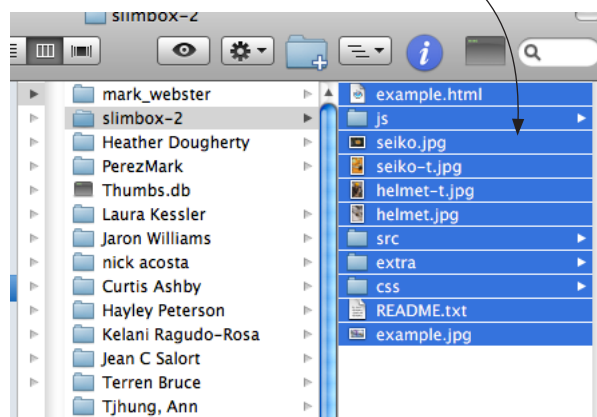 slimbox-2
mark_webster
slimbox-2
Heather Dougherty
PerezMark
Thumbs.db
Laura Kessler
Jaron Williams
nick acosta
Curtis Ashby
Hayley Peterson
Kelani Ragudo-Rosa
Jean C Salort
Terren Bruce
Tjhung, Ann
example.html
js
seiko.jpg
seiko-t.jpg
helmet-t.jpg
helmet.jpg
src
extra
css
README.txt
example.jpg